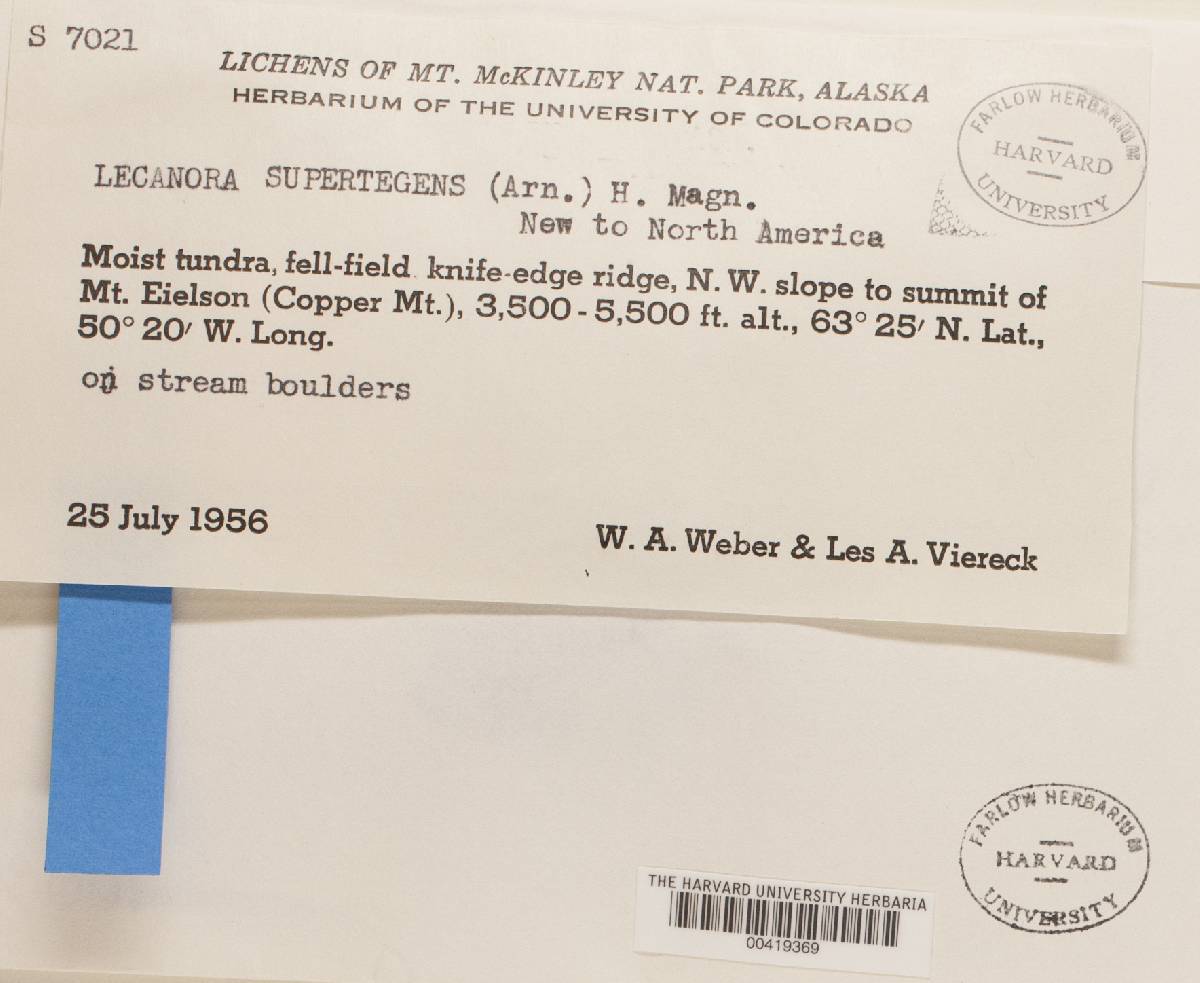 S 7021
LICHENS OF MT. McKINLEY NAT. PARK, ALASKA
HERBARIUM OF THE UNIVERSITY OF COLORADO
FARLOW HERBARIUM
HARVARD
UNIVERSITY
LECANORA SUPERTEGENS (Arn.) H. Magn.
New to North America
Moist tundra, fell-field knife-edge ridge, N. W. slope to summit of
Mt. Eielson (Copper Mt.), 3,500 - 5,500 ft. alt., 63° 25′ N. Lat.,
50° 20′ W. Long.
on stream boulders
25 July 1956
W. A. Weber & Les A. Viereck
FARLOW HERBARIUM
HARVARD
UNIVERSITY
THE HARVARD UNIVERSITY HERBARIA
00419369